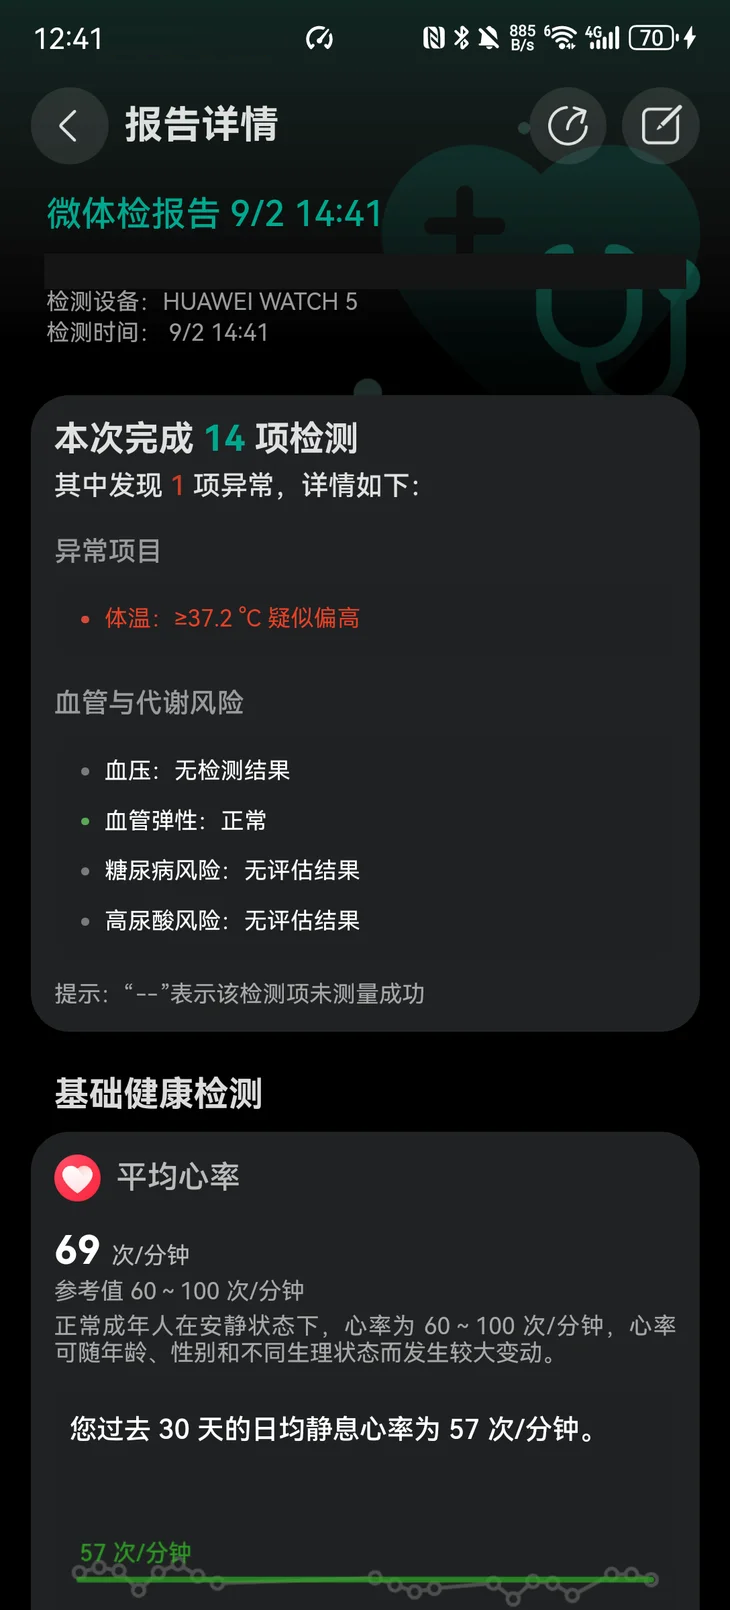 12:41
885 B/s
6
4G
70
报告详情
微体检报告 9/2 14:41
检测设备：HUAWEI WATCH 5
检测时间： 9/2 14:41
本次完成 14 项检测
其中发现 1 项异常，详情如下：
异常项目
• 体温：≥37.2 ℃ 疑似偏高
血管与代谢风险
• 血压：无检测结果
• 血管弹性：正常
• 糖尿病风险：无评估结果
• 高尿酸风险：无评估结果
提示：“--”表示该检测项未测量成功
基础健康检测
平均心率
69 次/分钟
参考值 60 ~ 100 次/分钟
正常成年人在安静状态下，心率为 60 ~ 100 次/分钟，心率
可随年龄、性别和不同生理状态而发生较大变动。
您过去 30 天的日均静息心率为 57 次/分钟。
57 次/分钟